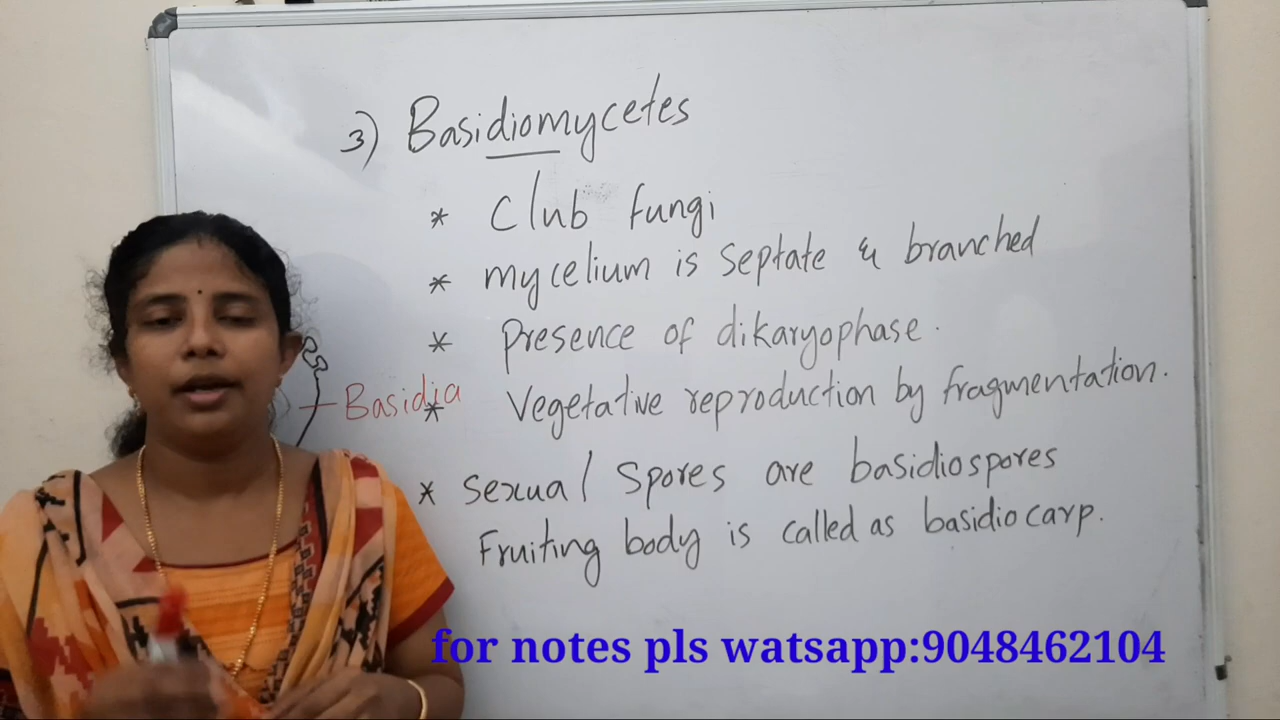 3) Basidiomycetes
* Club fungi
* mycelium is septate & branched
* Presence of dikaryophase.
* Vegetative reproduction by fragmentation.
Basidia
* Sexual spores are basidiospores
Fruiting body is called as basidiocarp.
for notes pls watsapp:9048462104